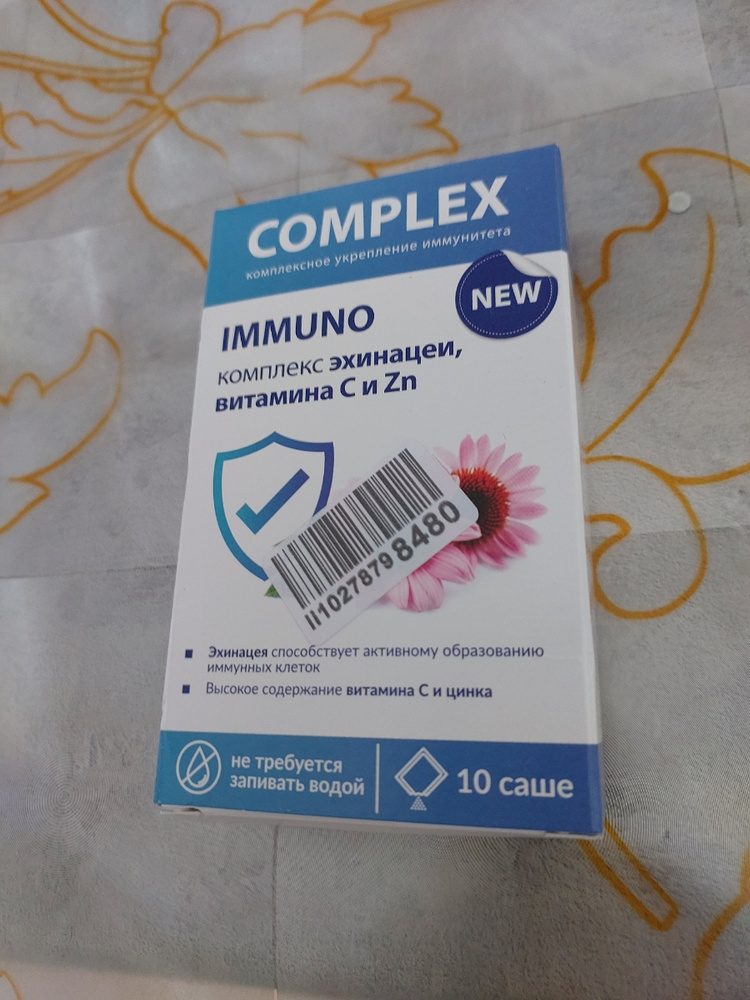 COMPLEX
комплексное укрепление иммунитета
NEW
IMMUNO
комплекс эхинацеи,
витамина С и Zn
ii10278798480
Эхинацея способствует активному образованию
иммунных клеток
Высокое содержание витамина С и цинка
не требуется
запивать водой
10 саше